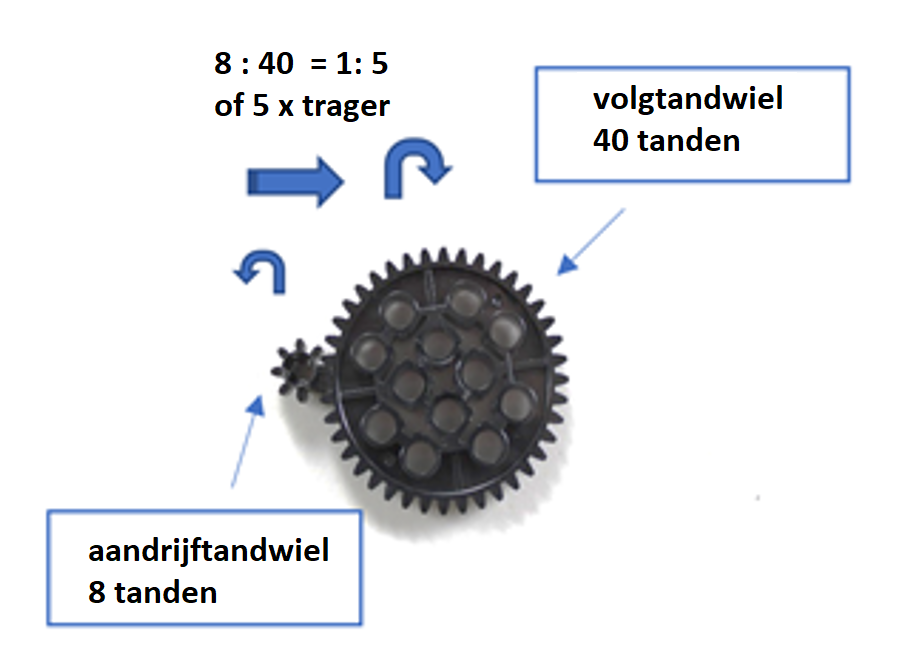 8 : 40  = 1: 5
of 5 x trager
volgtandwiel
40 tanden
aandrijftandwiel
8 tanden